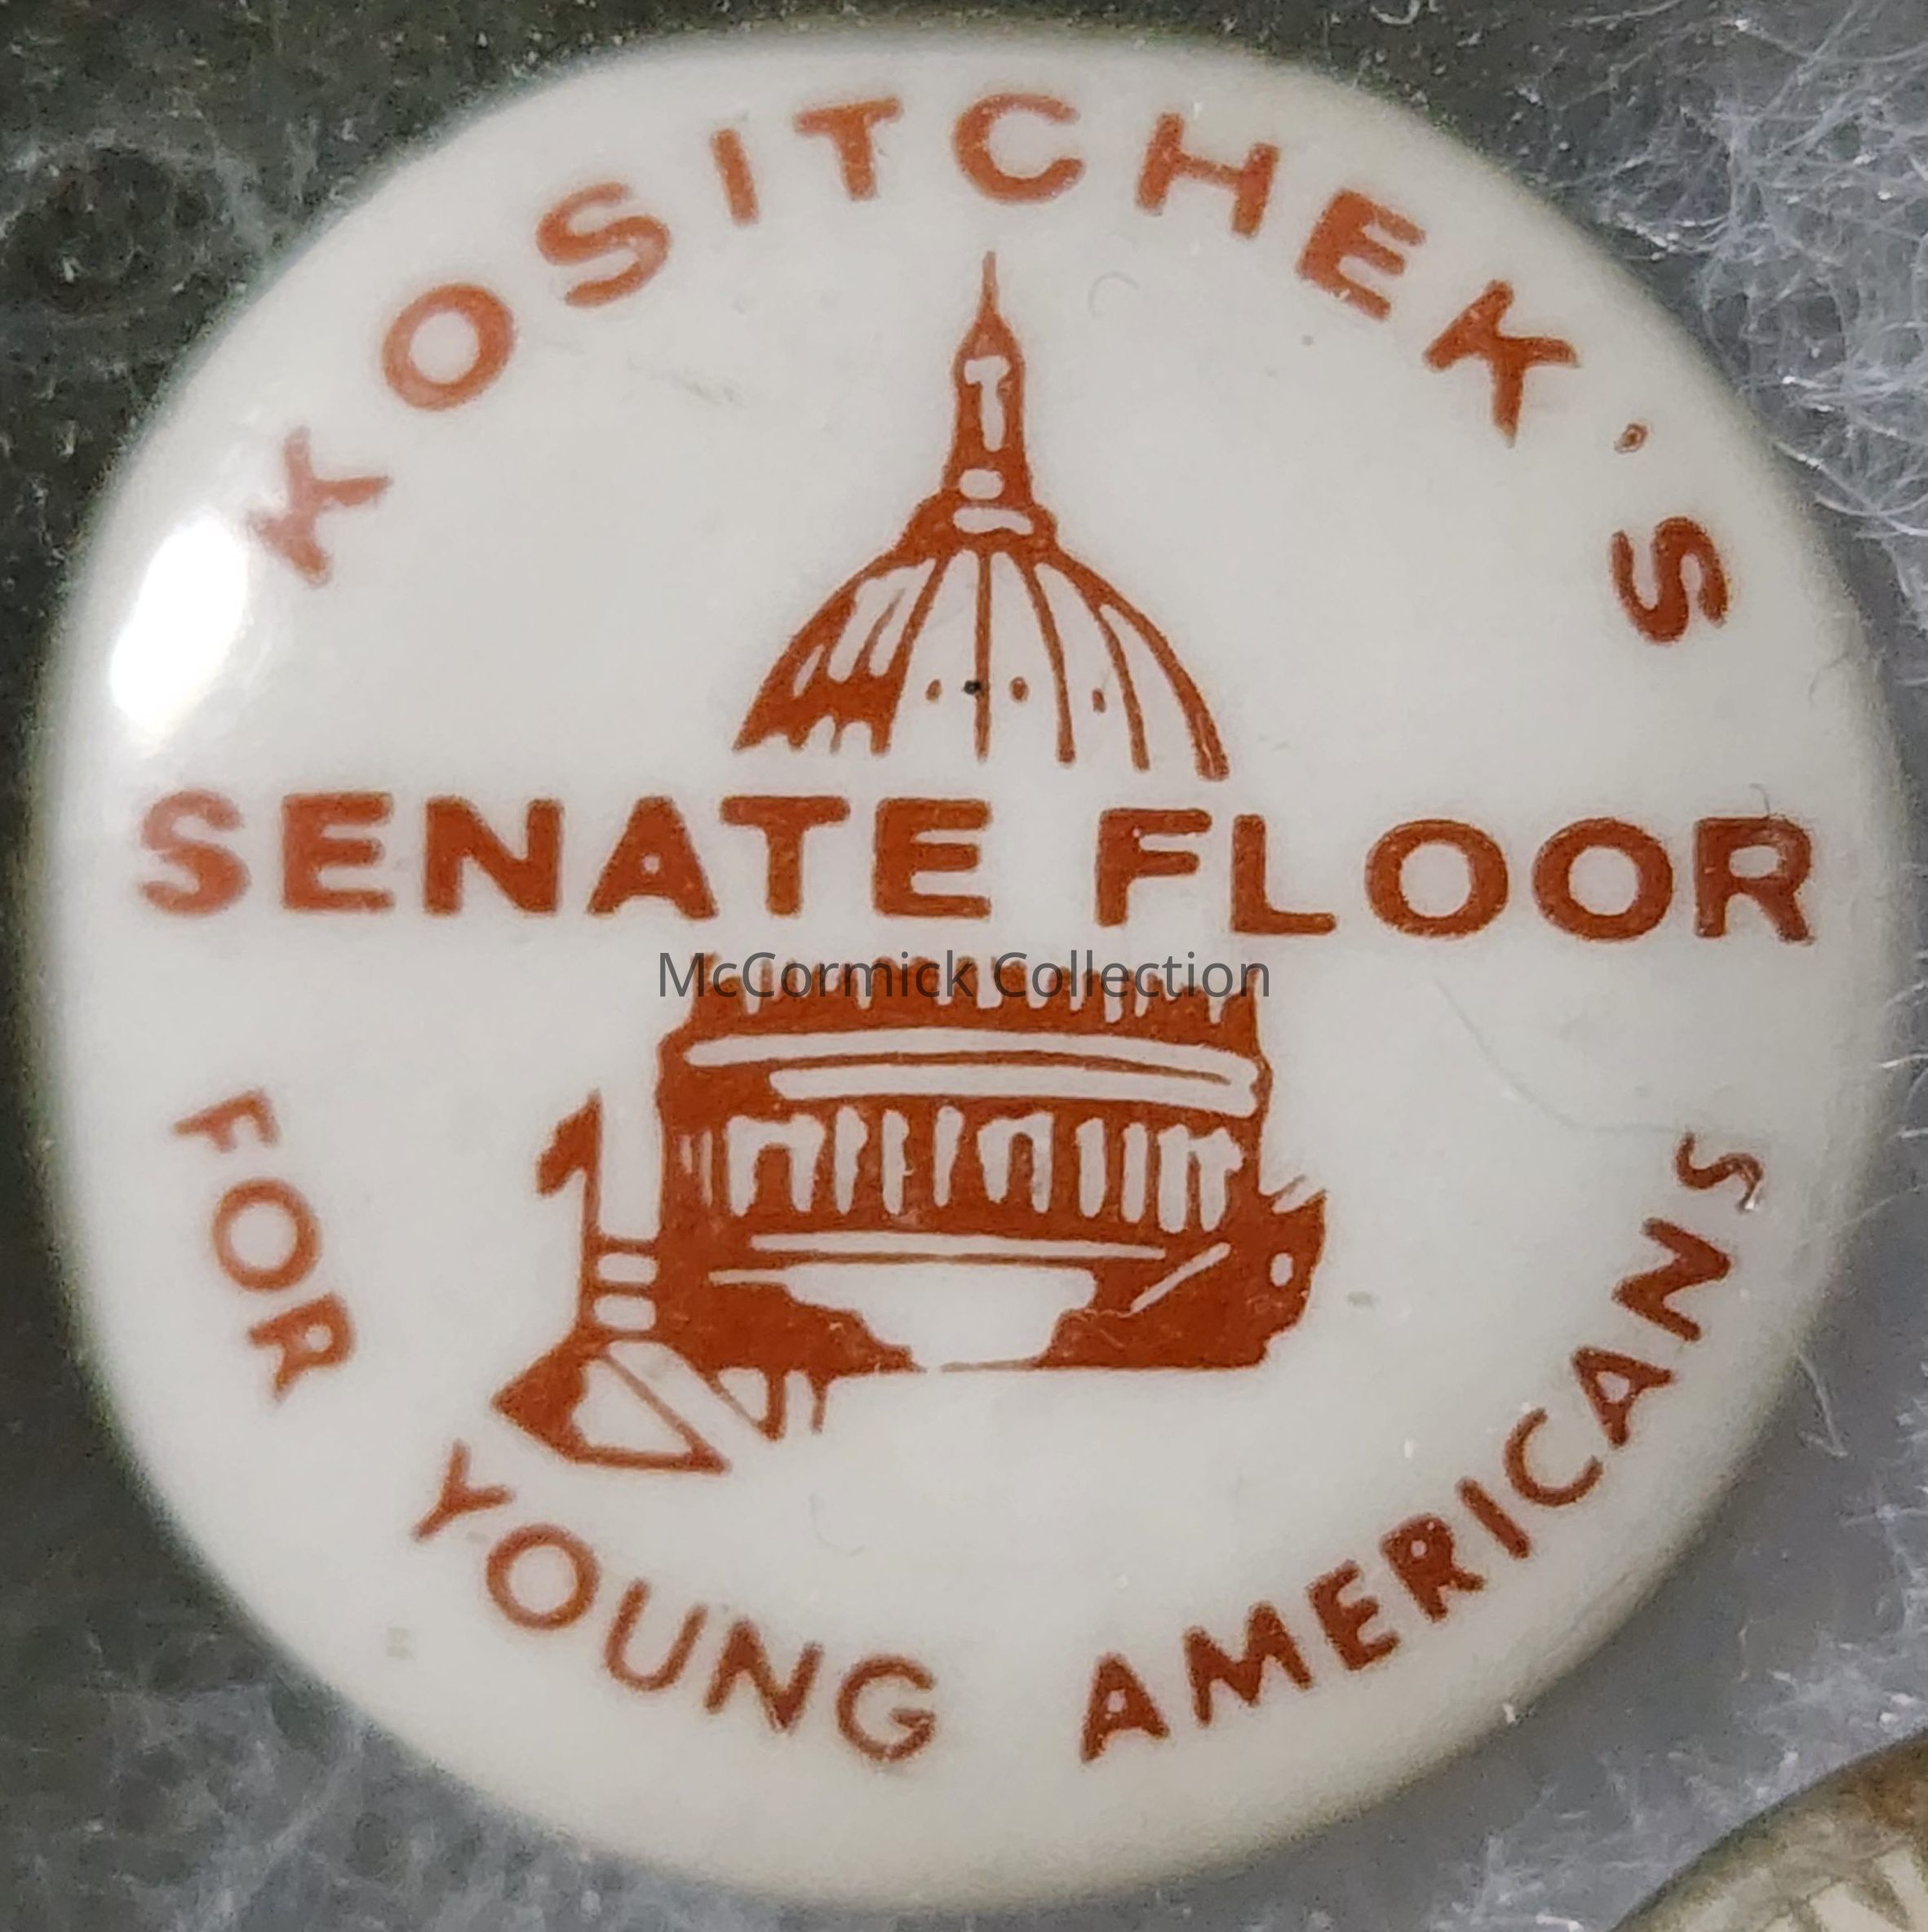 KOSITCHEK'S
SENATE FLOOR
McCormick Collection
FOR YOUNG AMERICANS